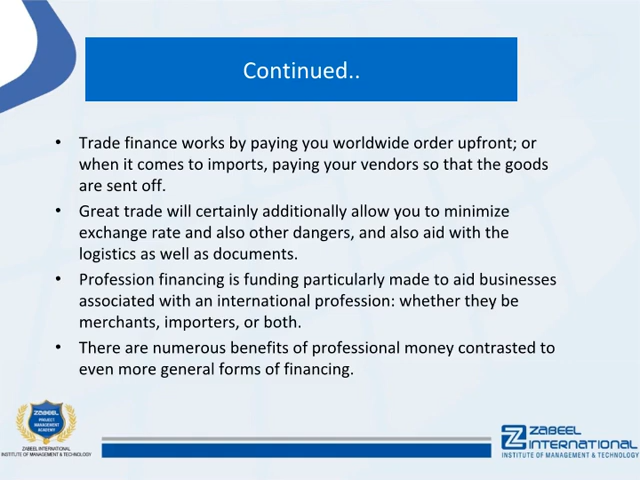 Continued..
• Trade finance works by paying you worldwide order upfront; or
when it comes to imports, paying your vendors so that the goods
are sent off.
• Great trade will certainly additionally allow you to minimize
exchange rate and also other dangers, and also aid with the
logistics as well as documents.
• Profession financing is funding particularly made to aid businesses
associated with an international profession: whether they be
merchants, importers, or both.
• There are numerous benefits of professional money contrasted to
even more general forms of financing.
ZABEEL
PROJECT
MANAGEMENT
ACADEMY
ZABEEL INTERNATIONAL
INSTITUTE OF MANAGEMENT & TECHNOLOGY
ZABEEL
INTERNATIONAL
INSTITUTE OF MANAGEMENT & TECHNOLOGY